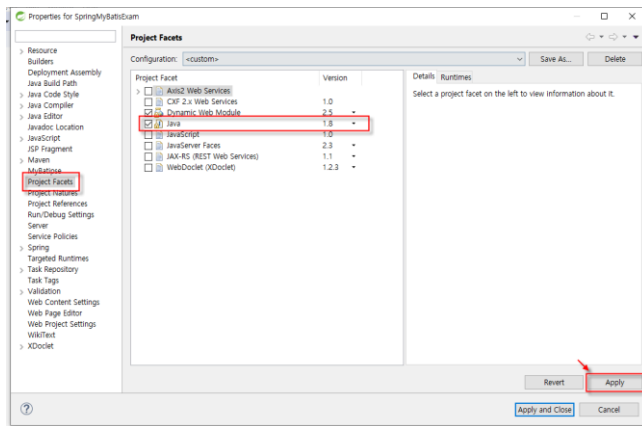 Properties for SpringMyBatisExam
Project Facets
Resource
Builders
Deployment Assembly
Java Build Path
Java Code Style
Java Compiler
Java Editor
Javadoc Location
JavaScript
JSP Fragment
Maven
MyBatipse
Project Facets
Project Natures
Project References
Run/Debug Settings
Server
Service Policies
Spring
Targeted Runtimes
Task Repository
Task Tags
Validation
Web Content Settings
Web Page Editor
Web Project Settings
WikiText
XDoclet
Configuration: <custom> Save As... Delete
Project Facet Version
Axis2 Web Services
CXF 2.x Web Services 1.0
Dynamic Web Module 2.5
Java 1.8
JavaScript 1.0
JavaServer Faces 2.3
JAX-RS (REST Web Services) 1.1
WebDoclet (XDoclet) 1.2.3
Details Runtimes
Select a project facet on the left to view information about it.
Revert Apply
Apply and Close Cancel